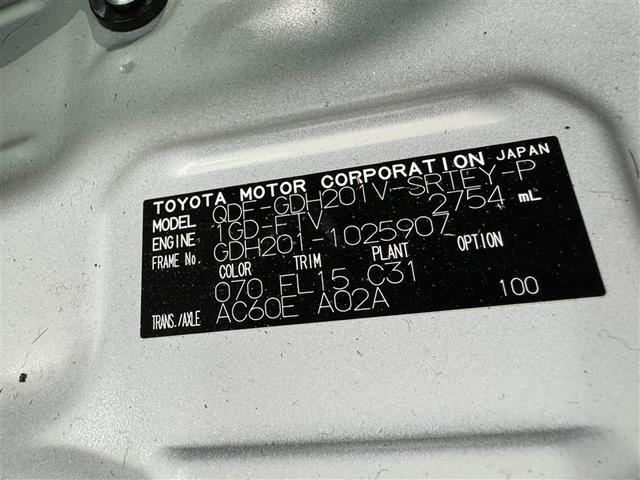 TOYOTA MOTOR CORPORATION JAPAN
MODEL QDF-GDH201V-SRTEY-P
ENGINE 1GD-FTV 2754 mL
FRAME No. GDH201-1025907
COLOR TRIM PLANT OPTION
070 FL15 C31
TRANS./AXLE AC60E A02A 100